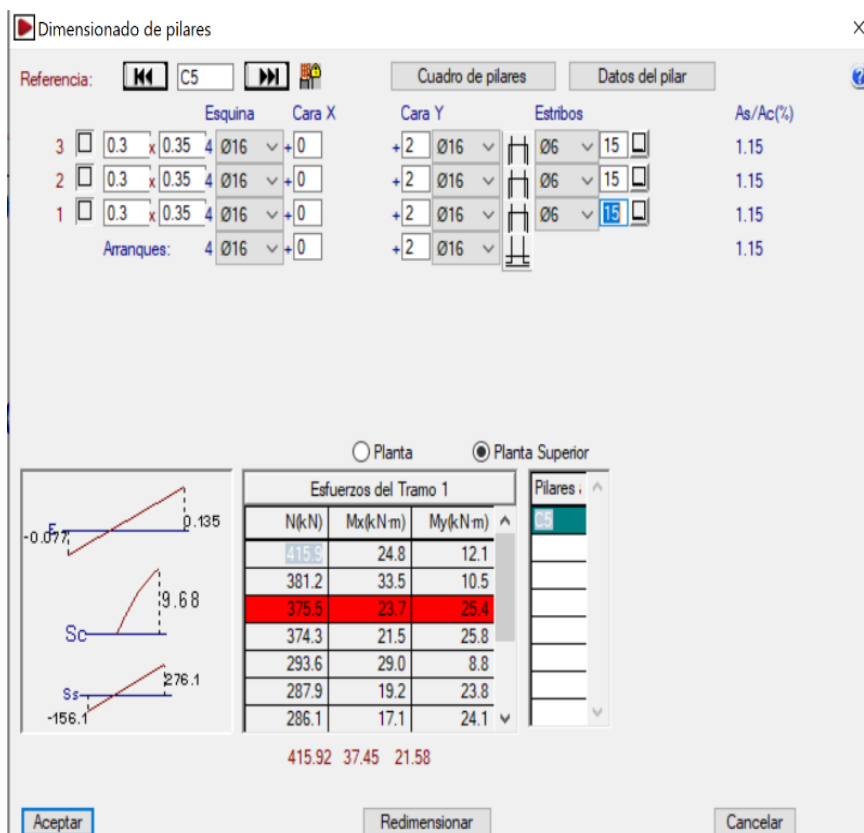 Dimensionado de pilares
Referencia: C5 Cuadro de pilares Datos del pilar
Esquina Cara X Cara Y Estribos As/Ac(%)
3 0.3 x 0.35 4 Ø16 +0 +2 Ø16 Ø6 15 1.15
2 0.3 x 0.35 4 Ø16 +0 +2 Ø16 Ø6 15 1.15
1 0.3 x 0.35 4 Ø16 +0 +2 Ø16 Ø6 15 1.15
Arranques: 4 Ø16 +0 +2 Ø16 1.15
Planta Planta Superior
Esfuerzos del Tramo 1 Pilares
N(kN) Mx(kN·m) My(kN·m) C5
415.9 24.8 12.1
381.2 33.5 10.5
375.5 23.7 25.4
374.3 21.5 25.8
293.6 29.0 8.8
287.9 19.2 23.8
286.1 17.1 24.1
0.135
-0.077
9.68
Sc
276.1
Ss
-156.1
415.92 37.45 21.58
Aceptar Redimensionar Cancelar